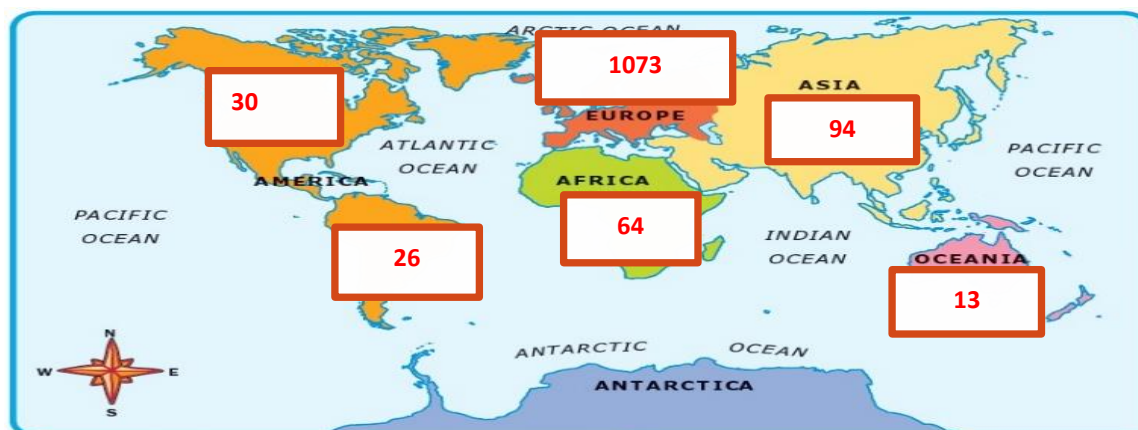 ARCTIC OCEAN
1073
30
ASIA
EUROPE
94
ATLANTIC
OCEAN
PACIFIC
OCEAN
AMERICA
AFRICA
PACIFIC
OCEAN
64
INDIAN
OCEAN
26
OCEANIA
13
N
W
E
S
ANTARCTIC OCEAN
ANTARCTICA